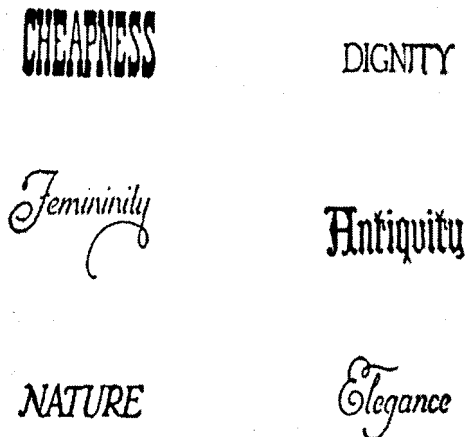 CHEAPNESS
DIGNITY
Femininity
Antiquity
NATURE
Elegance